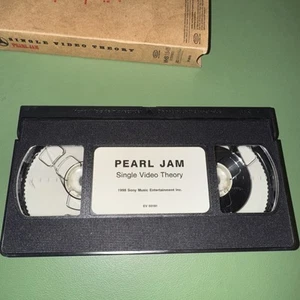 SINGLE VIDEO THEORY
PEARL JAM
PEARL JAM
Single Video Theory
1998 Sony Music Entertainment Inc.